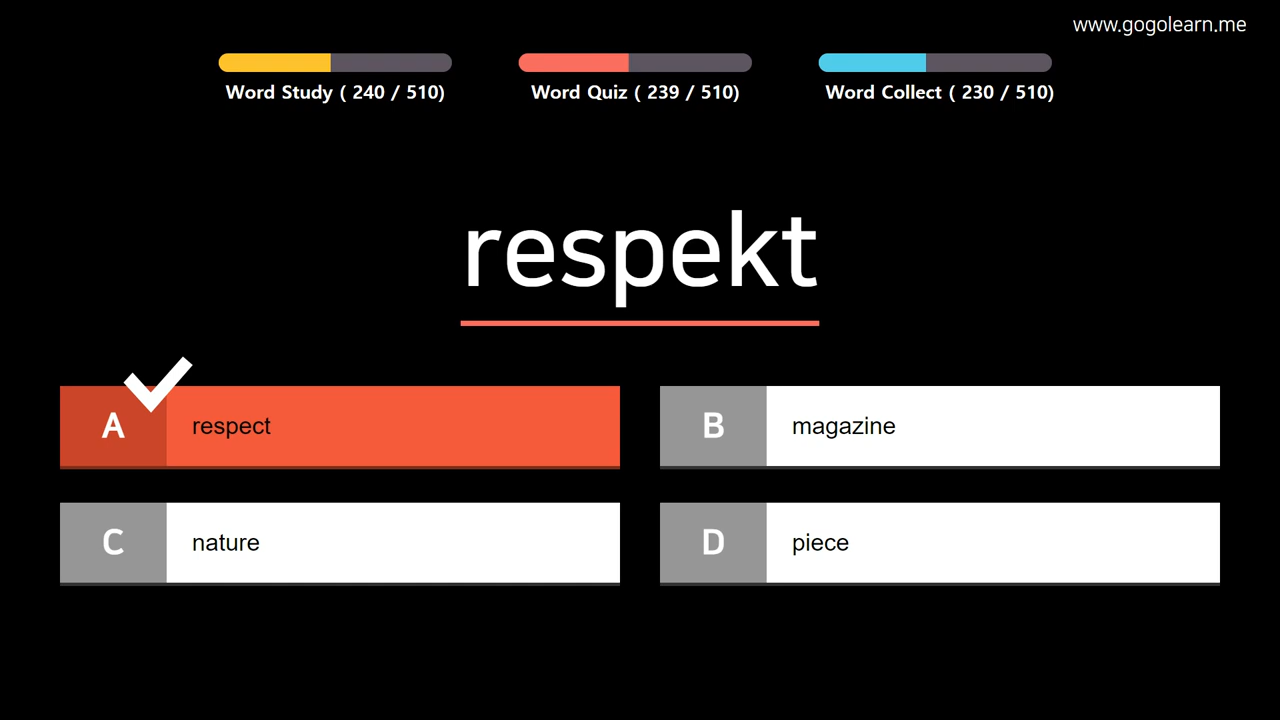 www.gogolearn.me
Word Study ( 240 / 510)
Word Quiz ( 239 / 510)
Word Collect ( 230 / 510)
respekt
A respect
B magazine
C nature
D piece